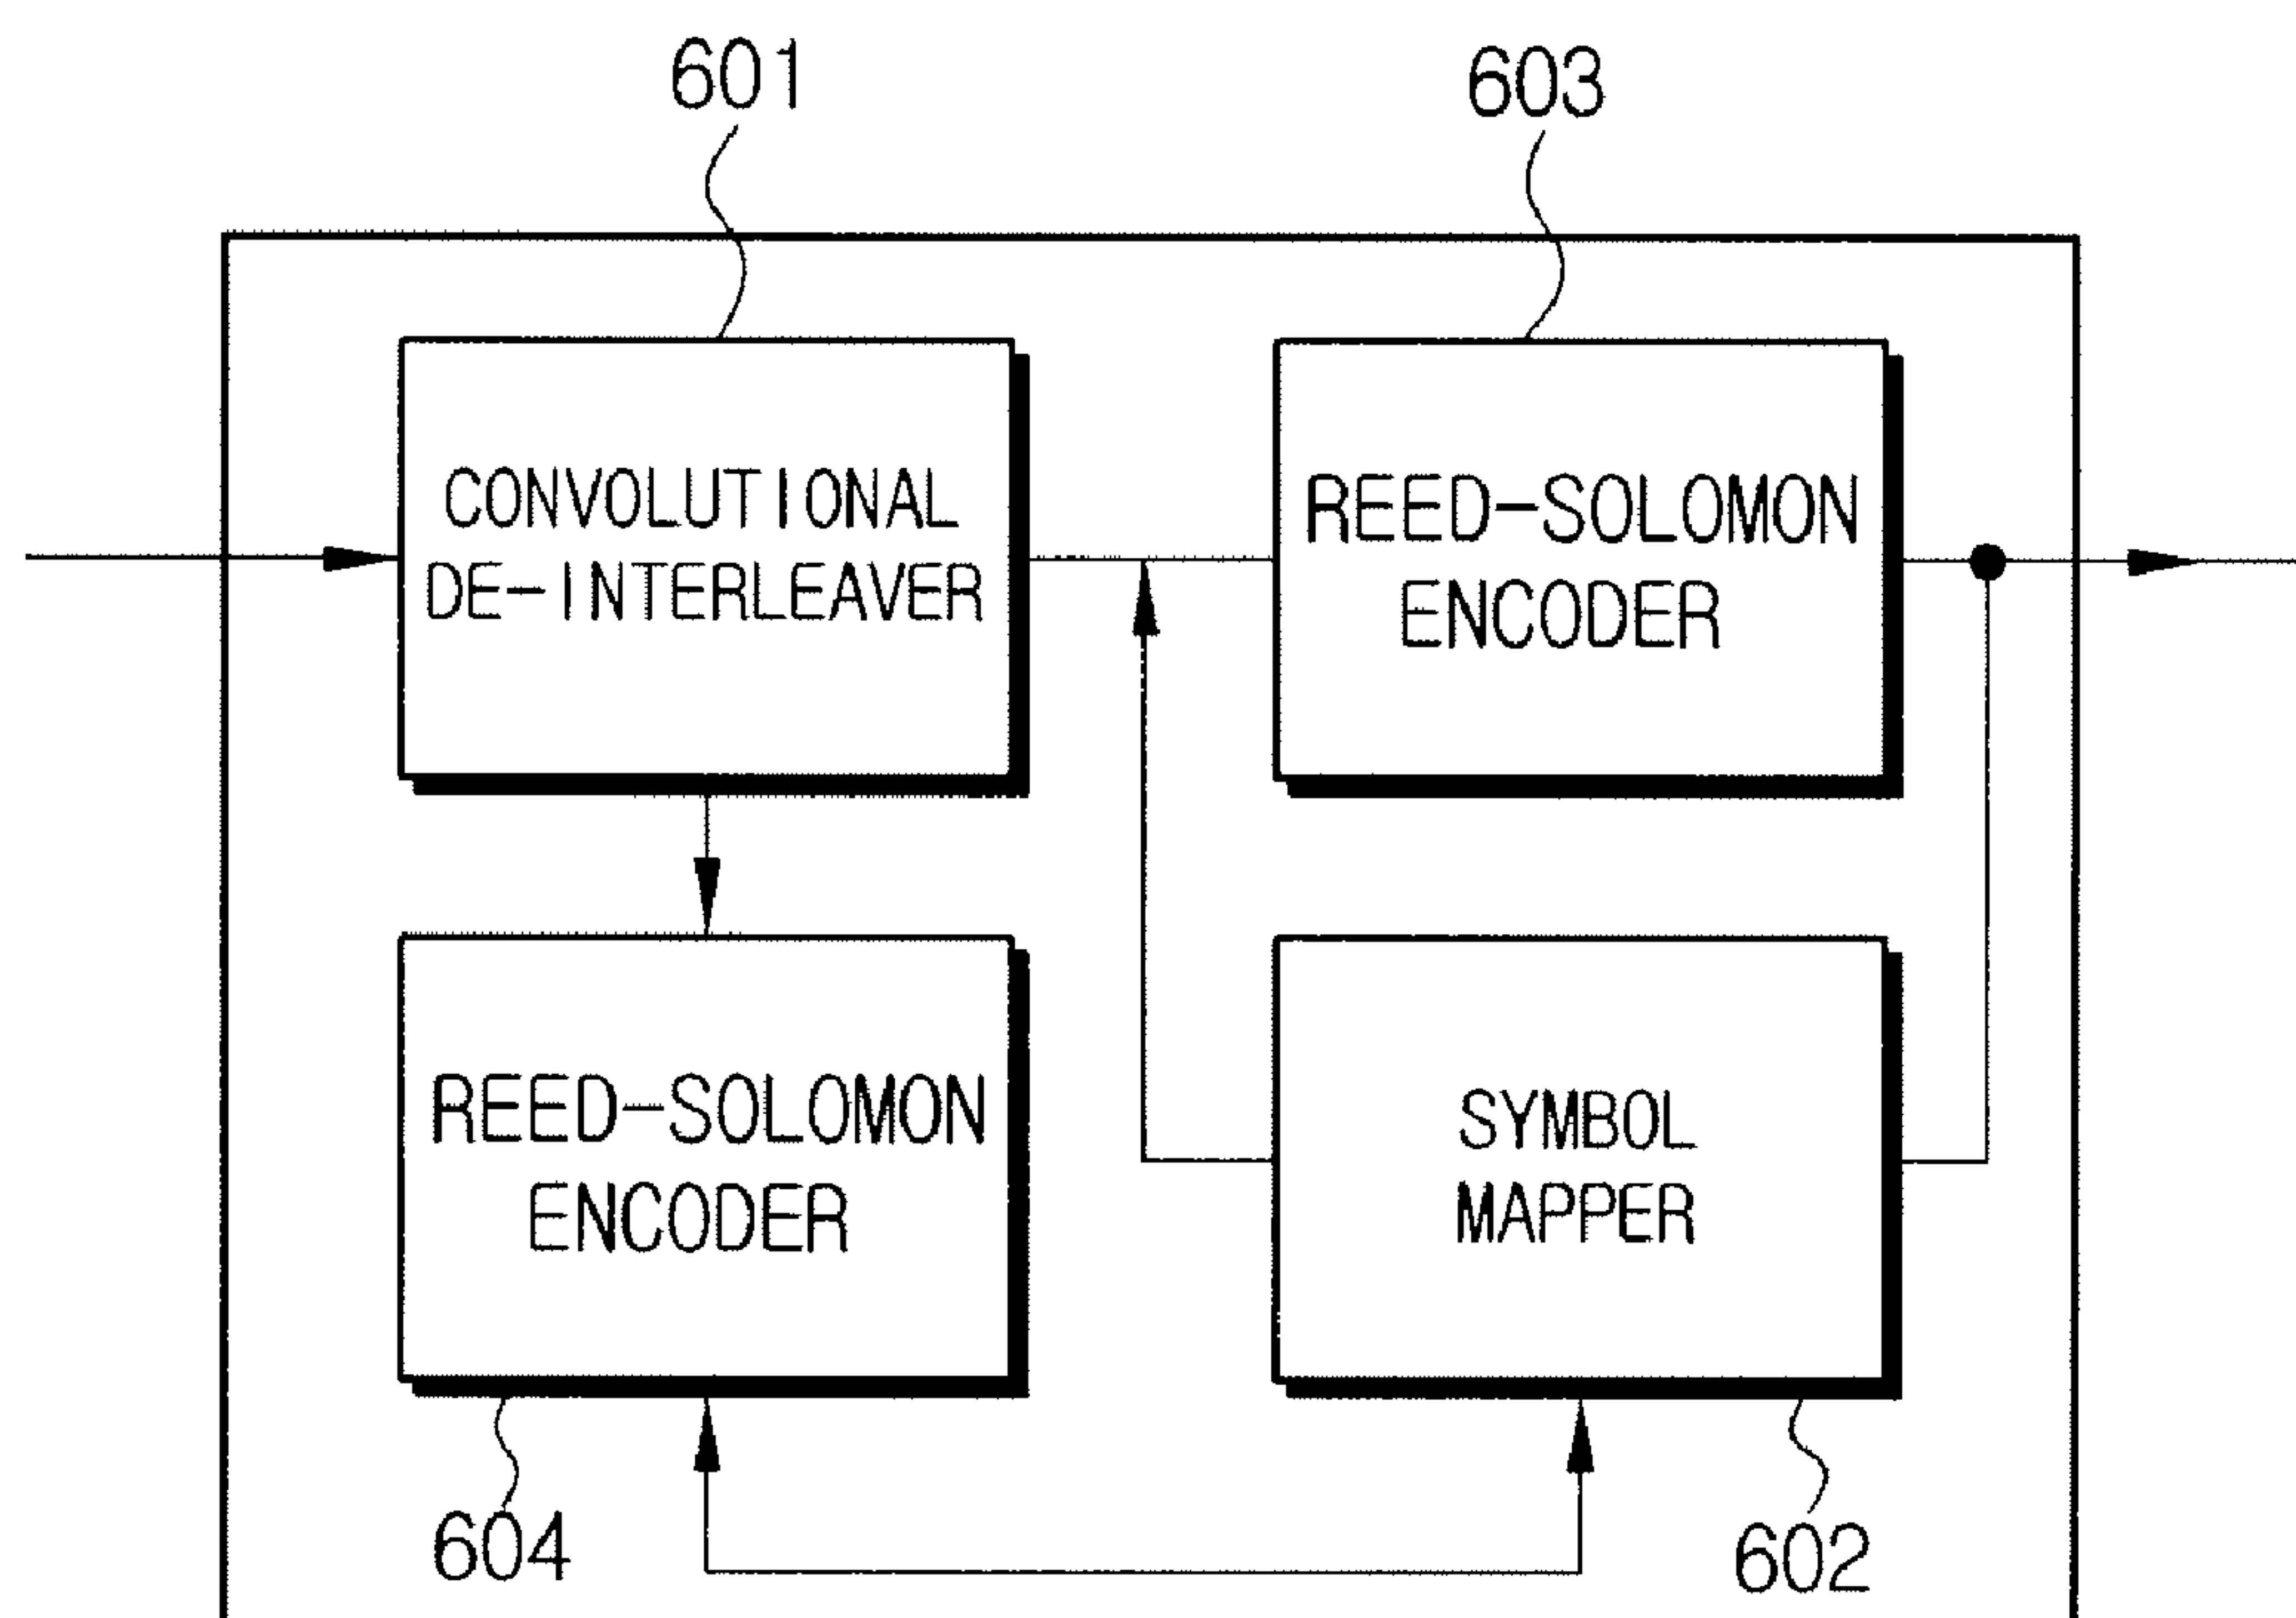 601
603
CONVOLUTIONAL
DE-INTERLEAVER
REED-SOLOMON
ENCODER
REED-SOLOMON
ENCODER
SYMBOL
MAPPER
604
602